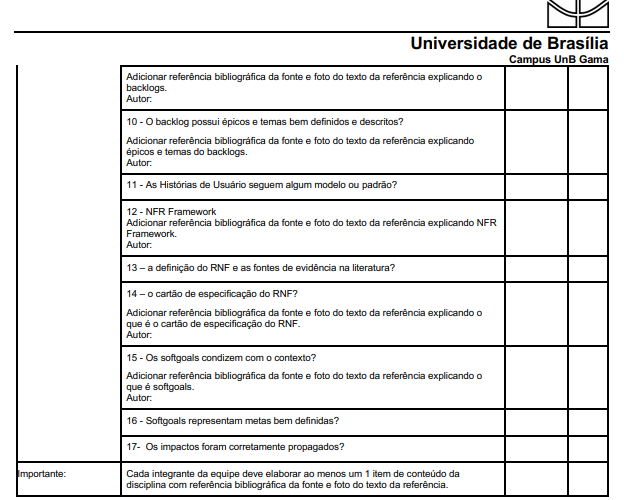 Universidade de Brasília
Campus UnB Gama
Adicionar referência bibliográfica da fonte e foto do texto da referência explicando o
backlogs.
Autor:
10 - O backlog possui épicos e temas bem definidos e descritos?
Adicionar referência bibliográfica da fonte e foto do texto da referência explicando
épicos e temas do backlogs.
Autor:
11 - As Histórias de Usuário seguem algum modelo ou padrão?
12 - NFR Framework
Adicionar referência bibliográfica da fonte e foto do texto da referência explicando NFR
Framework.
Autor:
13 – a definição do RNF e as fontes de evidência na literatura?
14 – o cartão de especificação do RNF?
Adicionar referência bibliográfica da fonte e foto do texto da referência explicando o
que é o cartão de especificação do RNF.
Autor:
15 - Os softgoals condizem com o contexto?
Adicionar referência bibliográfica da fonte e foto do texto da referência explicando o
que é softgoals.
Autor:
16 - Softgoals representam metas bem definidas?
17- Os impactos foram corretamente propagados?
Importante:
Cada integrante da equipe deve elaborar ao menos um 1 item de conteúdo da
disciplina com referência bibliográfica da fonte e foto do texto da referência.